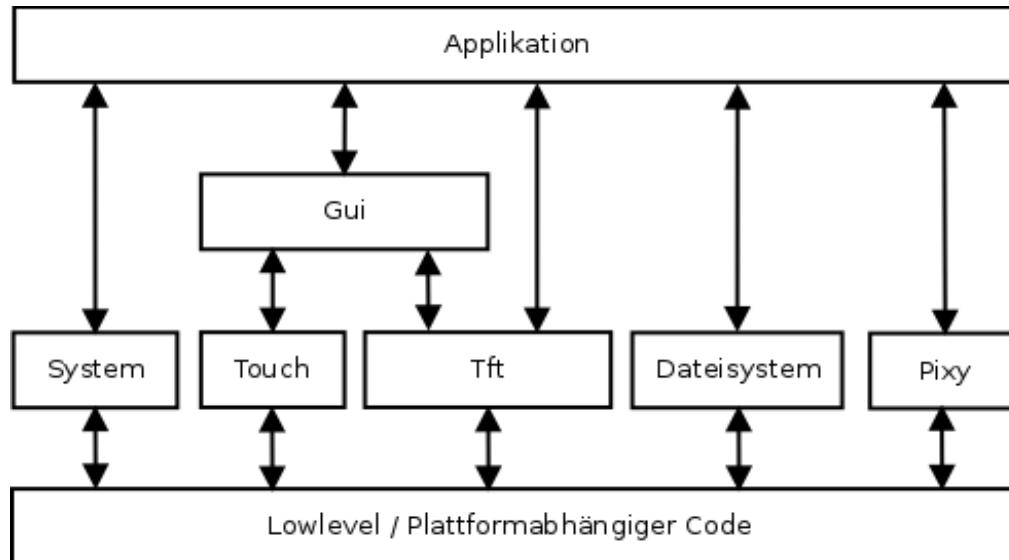 Applikation
Gui
System
Touch
Tft
Dateisystem
Pixy
Lowlevel / Plattformabhängiger Code